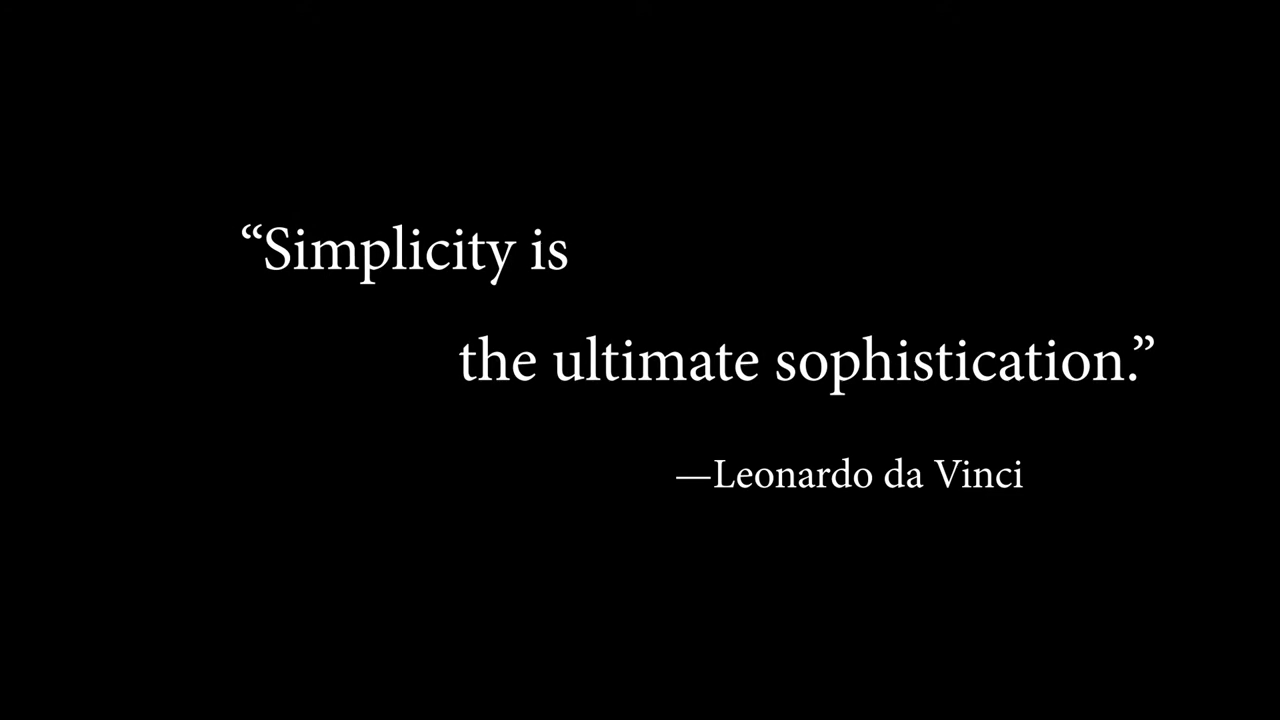 “Simplicity is
the ultimate sophistication.”
—Leonardo da Vinci